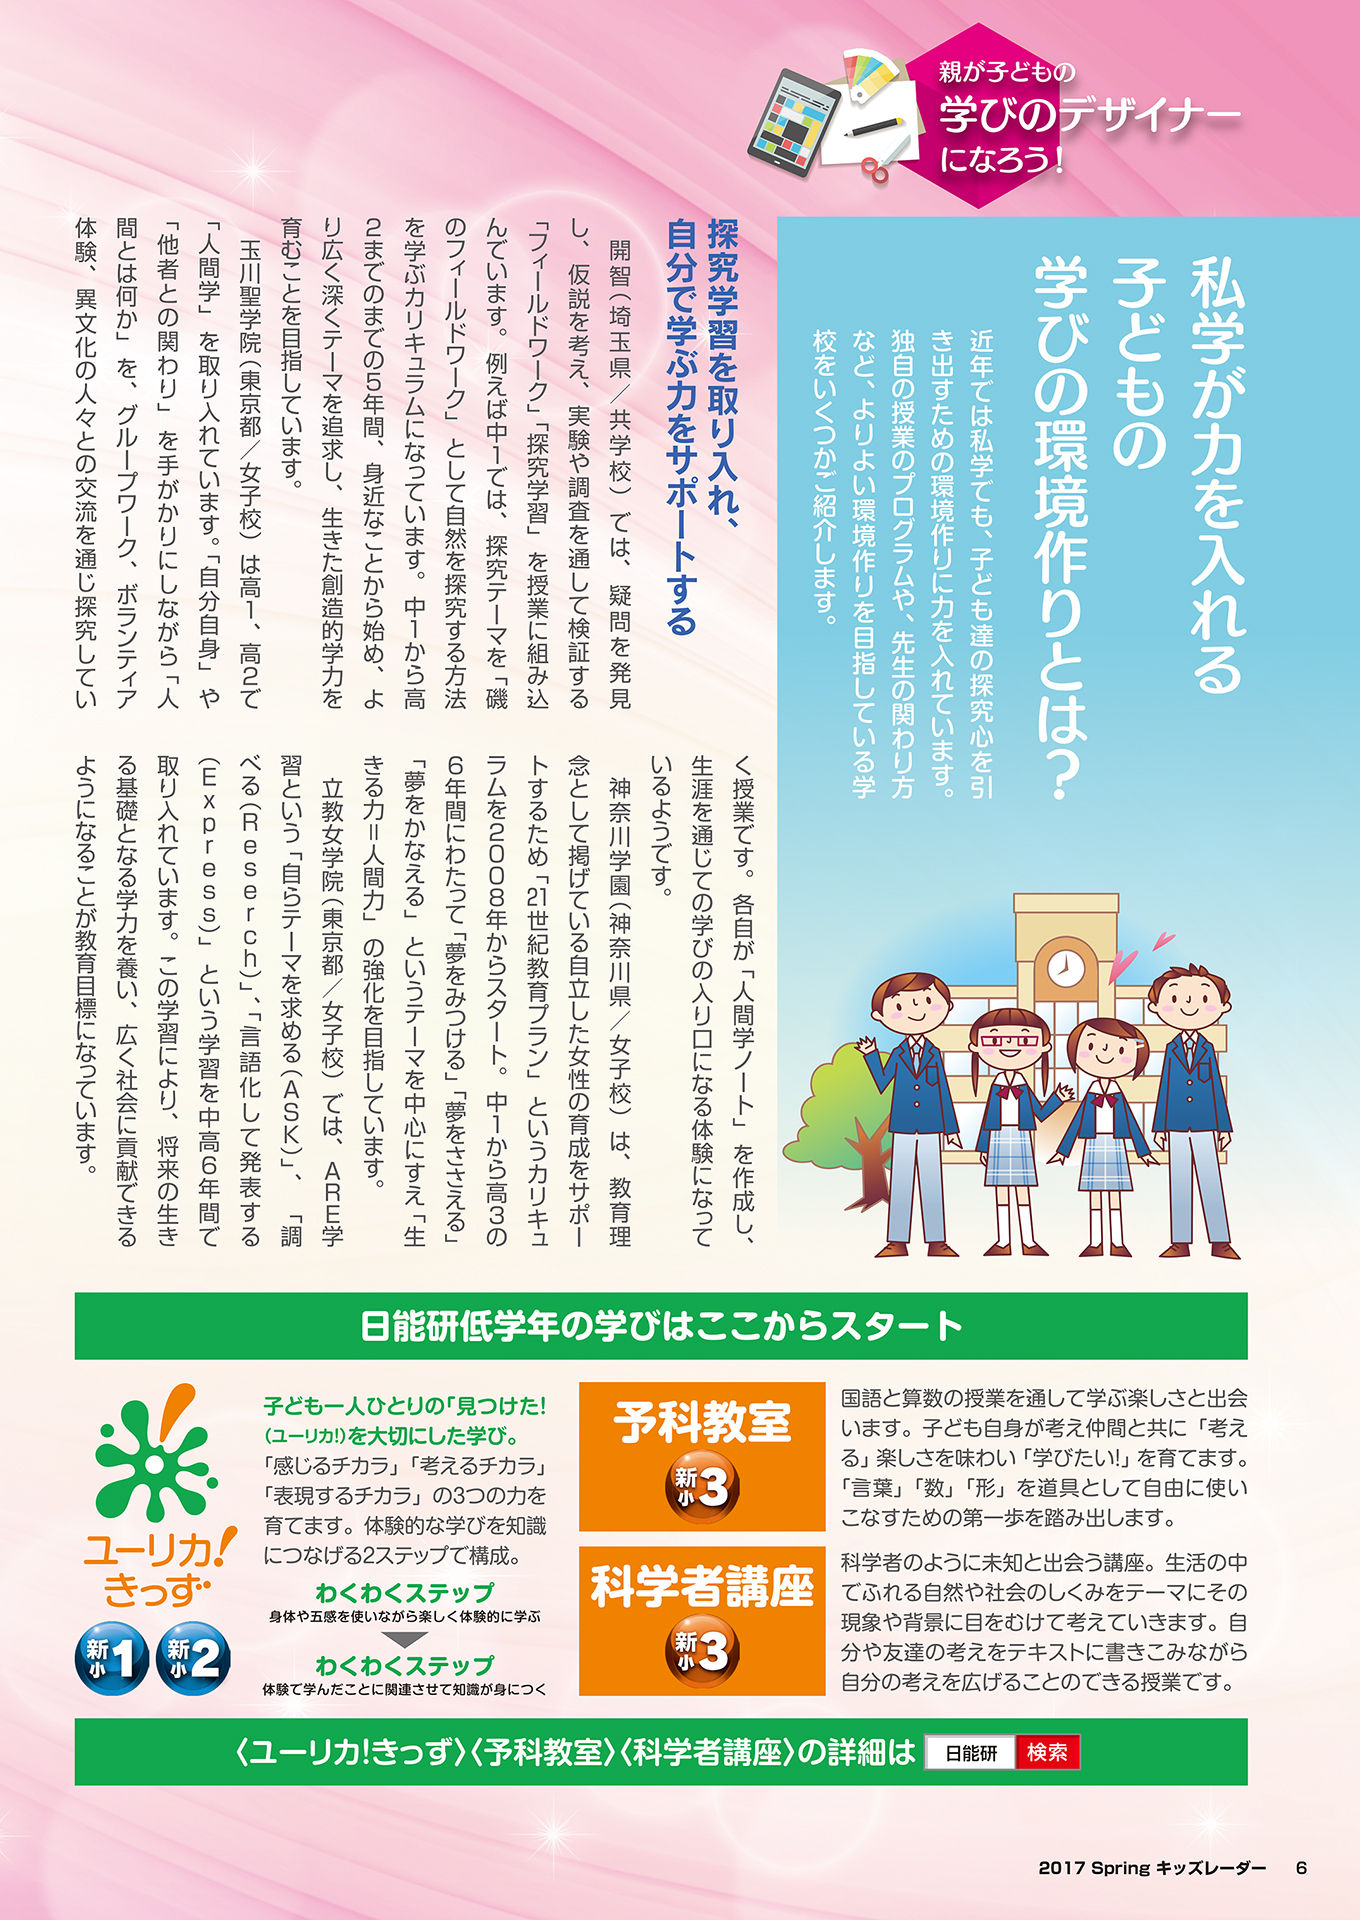 親が子どもの
学びのデザイナー
になろう！
私学が力を入れる
子どもの
学びの環境作りとは？
近年では私学でも、子ども達の探究心を引
き出すための環境作りに力を入れています。
独自の授業のプログラムや、先生の関わり方
など、よりよい環境作りを目指している学
校をいくつかご紹介します。
探究学習を取り入れ、
自分で学ぶ力をサポートする
開智（埼玉県／共学校）では、疑問を発見
し、仮説を考え、実験や調査を通して検証する
「フィールドワーク」「探究学習」を授業に組み込
んでいます。例えば中1では、探究テーマを「磯
のフィールドワーク」として自然を探究する方法
を学ぶカリキュラムになっています。中1から高
2までのまでの5年間、身近なことから始め、よ
り広く深くテーマを追求し、生きた創造的学力を
育むことを目指しています。
玉川聖学院（東京都／女子校）は高1、高2で
「人間学」を取り入れています。「自分自身」や
「他者との関わり」を手がかりにしながら「人
間とは何か」を、グループワーク、ボランティア
体験、異文化の人々との交流を通じ探究してい
く授業です。各自が「人間学ノート」を作成し、
生涯を通じての学びの入り口になる体験になって
いるようです。
神奈川学園（神奈川県／女子校）は、教育理
念として掲げている自立した女性の育成をサポー
トするため「21世紀教育プラン」というカリキュ
ラムを2008年からスタート。中1から高3の
6年間にわたって「夢をみつける」「夢をささえる」
「夢をかなえる」というテーマを中心にすえ「生
きる力＝人間力」の強化を目指しています。
立教女学院（東京都／女子校）では、ARE学
習という「自らテーマを求める（ASK）」、「調
べる（Reserch）」、「言語化して発表する
（Express）」という学習を中高6年間で
取り入れています。この学習により、将来の生き
る基礎となる学力を養い、広く社会に貢献できる
ようになることが教育目標になっています。
日能研低学年の学びはここからスタート
ユーリカ！
きっず
新小1 新小2
子ども一人ひとりの「見つけた！
（ユーリカ！）を大切にした学び。
「感じるチカラ」「考えるチカラ」
「表現するチカラ」の3つの力を
育てます。体験的な学びを知識
につなげる2ステップで構成。
わくわくステップ
身体や五感を使いながら楽しく体験的に学ぶ
わくわくステップ
体験で学んだことに関連させて知識が身につく
予科教室
新小3
国語と算数の授業を通して学ぶ楽しさと出会
います。子ども自身が考え仲間と共に「考え
る」楽しさを味わい「学びたい！」を育てます。
「言葉」「数」「形」を道具として自由に使い
こなすための第一歩を踏み出します。
科学者講座
新小3
科学者のように未知と出会う講座。生活の中
でふれる自然や社会のしくみをテーマにその
現象や背景に目をむけて考えていきます。自
分や友達の考えをテキストに書きこみながら
自分の考えを広げることのできる授業です。
〈ユーリカ！きっず〉〈予科教室〉〈科学者講座〉の詳細は 日能研 検索
2017 Spring キッズレーダー 6